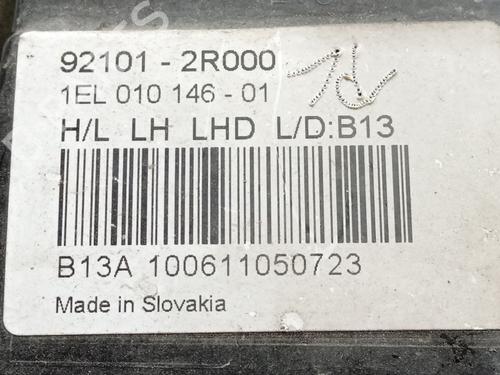 92101 - 2R000
1EL 010 146 - 01
H/L LH LHD L/D:B13
B13A 100611050723
Made in Slovakia